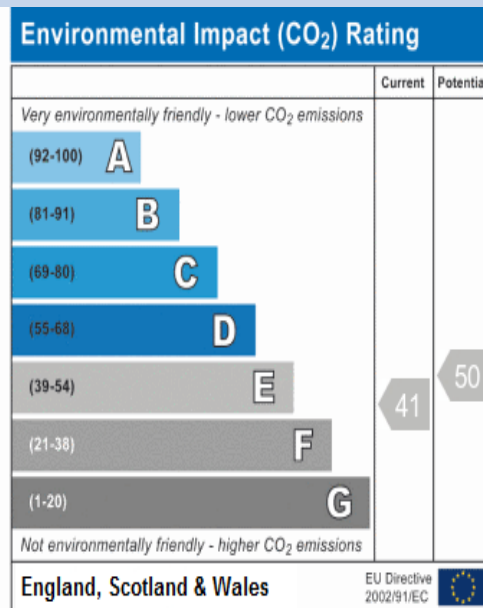 Environmental Impact (CO₂) Rating
Current Potentia
Very environmentally friendly - lower CO₂ emissions
(92-100) A
(81-91) B
(69-80) C
(55-68) D
(39-54) E
41
50
(21-38) F
(1-20) G
Not environmentally friendly - higher CO₂ emissions
England, Scotland & Wales
EU Directive
2002/91/EC